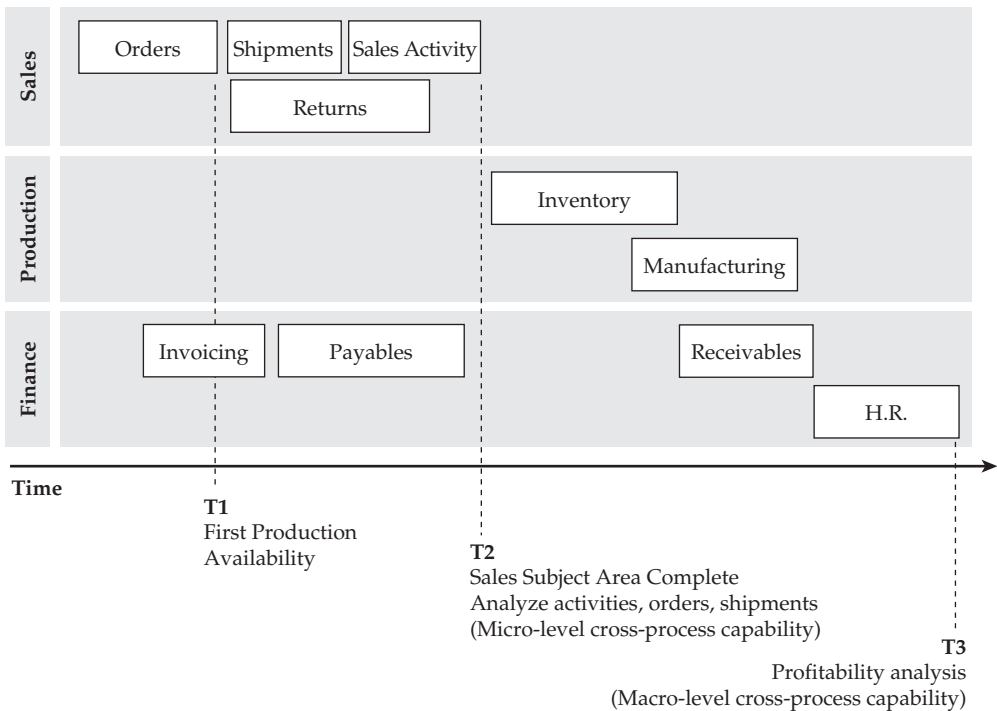 Sales
Orders
Shipments
Sales Activity
Returns
Production
Inventory
Manufacturing
Finance
Invoicing
Payables
Receivables
H.R.
Time
T1
First Production
Availability
T2
Sales Subject Area Complete
Analyze activities, orders, shipments
(Micro-level cross-process capability)
T3
Profitability analysis
(Macro-level cross-process capability)